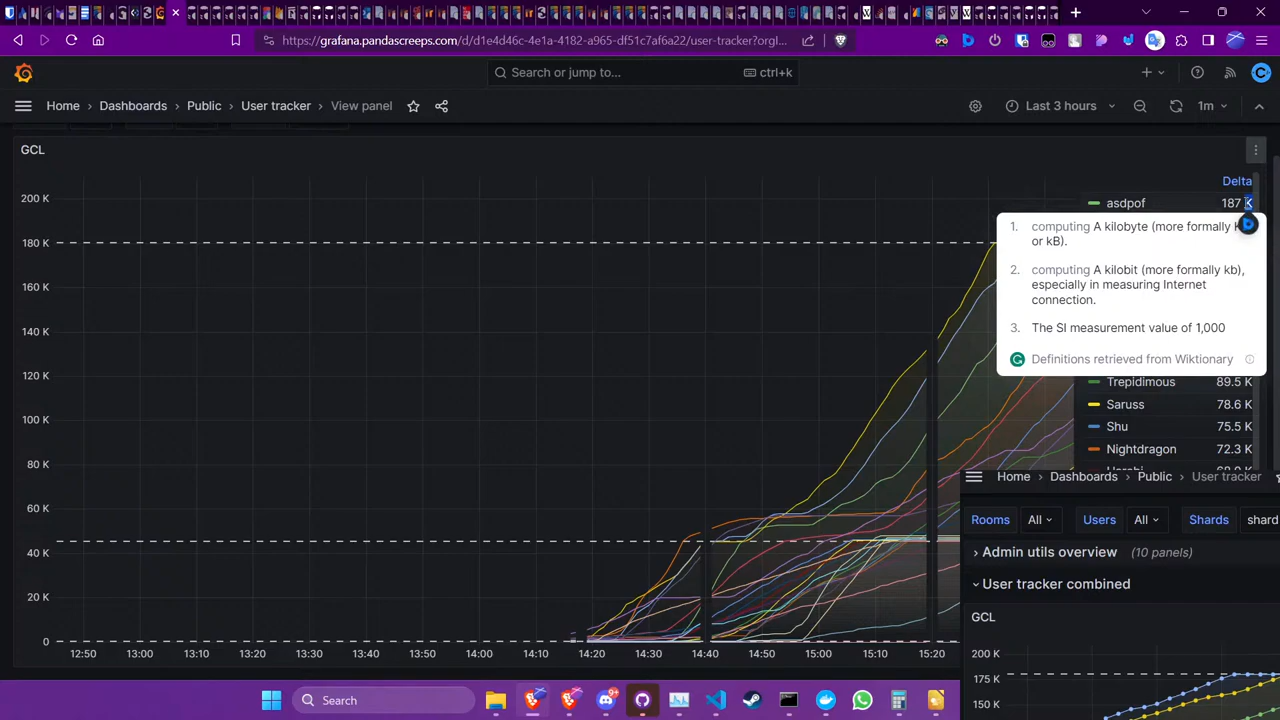 https://grafana.pandascreeps.com/d/d1e4d46c-4e1a-4182-a965-df51c7af6a22/user-tracker?orgI...
Search or jump to...
ctrl+k
Home › Dashboards › Public › User tracker › View panel
Last 3 hours
1m
GCL
Delta
200 K
180 K
160 K
140 K
120 K
100 K
80 K
60 K
40 K
20 K
0
12:50 13:00 13:10 13:20 13:30 13:40 13:50 14:00 14:10 14:20 14:30 14:40 14:50 15:00 15:10 15:20
asdpof 187 K
1. computing A kilobyte (more formally
or kB).
2. computing A kilobit (more formally kb),
especially in measuring Internet
connection.
3. The SI measurement value of 1,000
Definitions retrieved from Wiktionary
Trepidimous 89.5 K
Saruss 78.6 K
Shu 75.5 K
Nightdragon 72.3 K
Home › Dashboards › Public › User tracker
Rooms All Users All Shards shard
Admin utils overview (10 panels)
User tracker combined
GCL
200 K
175 K
150 K
Search
9+